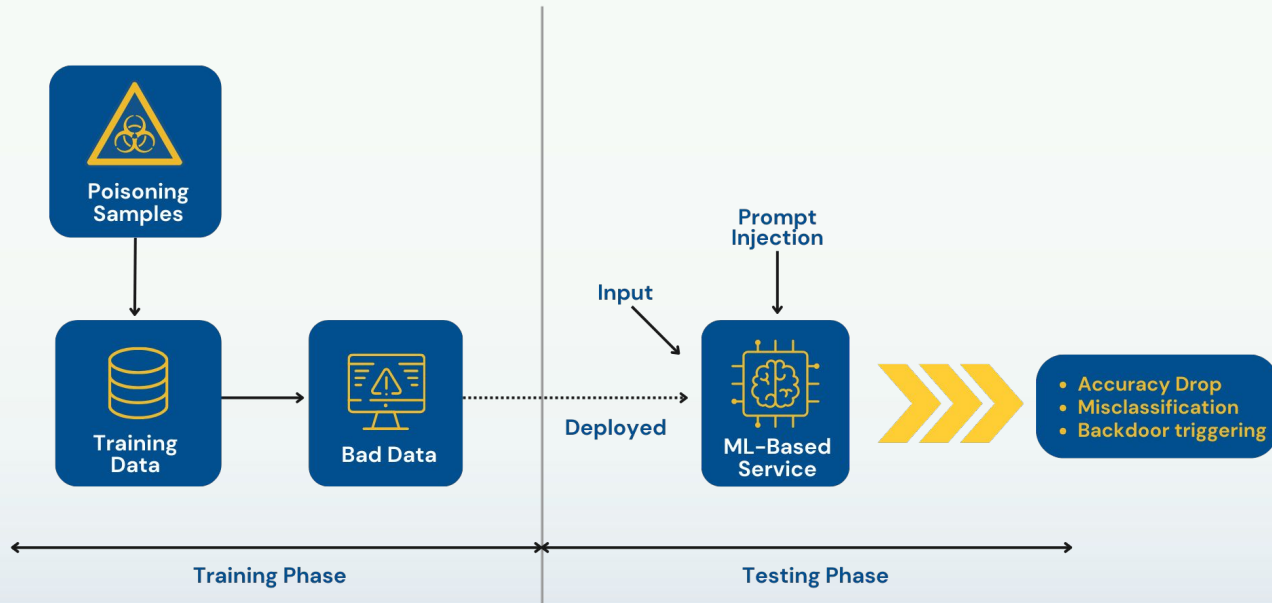 Poisoning
Samples
Prompt
Injection
Input
Training
Data
Bad Data
Deployed
ML-Based
Service
• Accuracy Drop
• Misclassification
• Backdoor triggering
Training Phase
Testing Phase